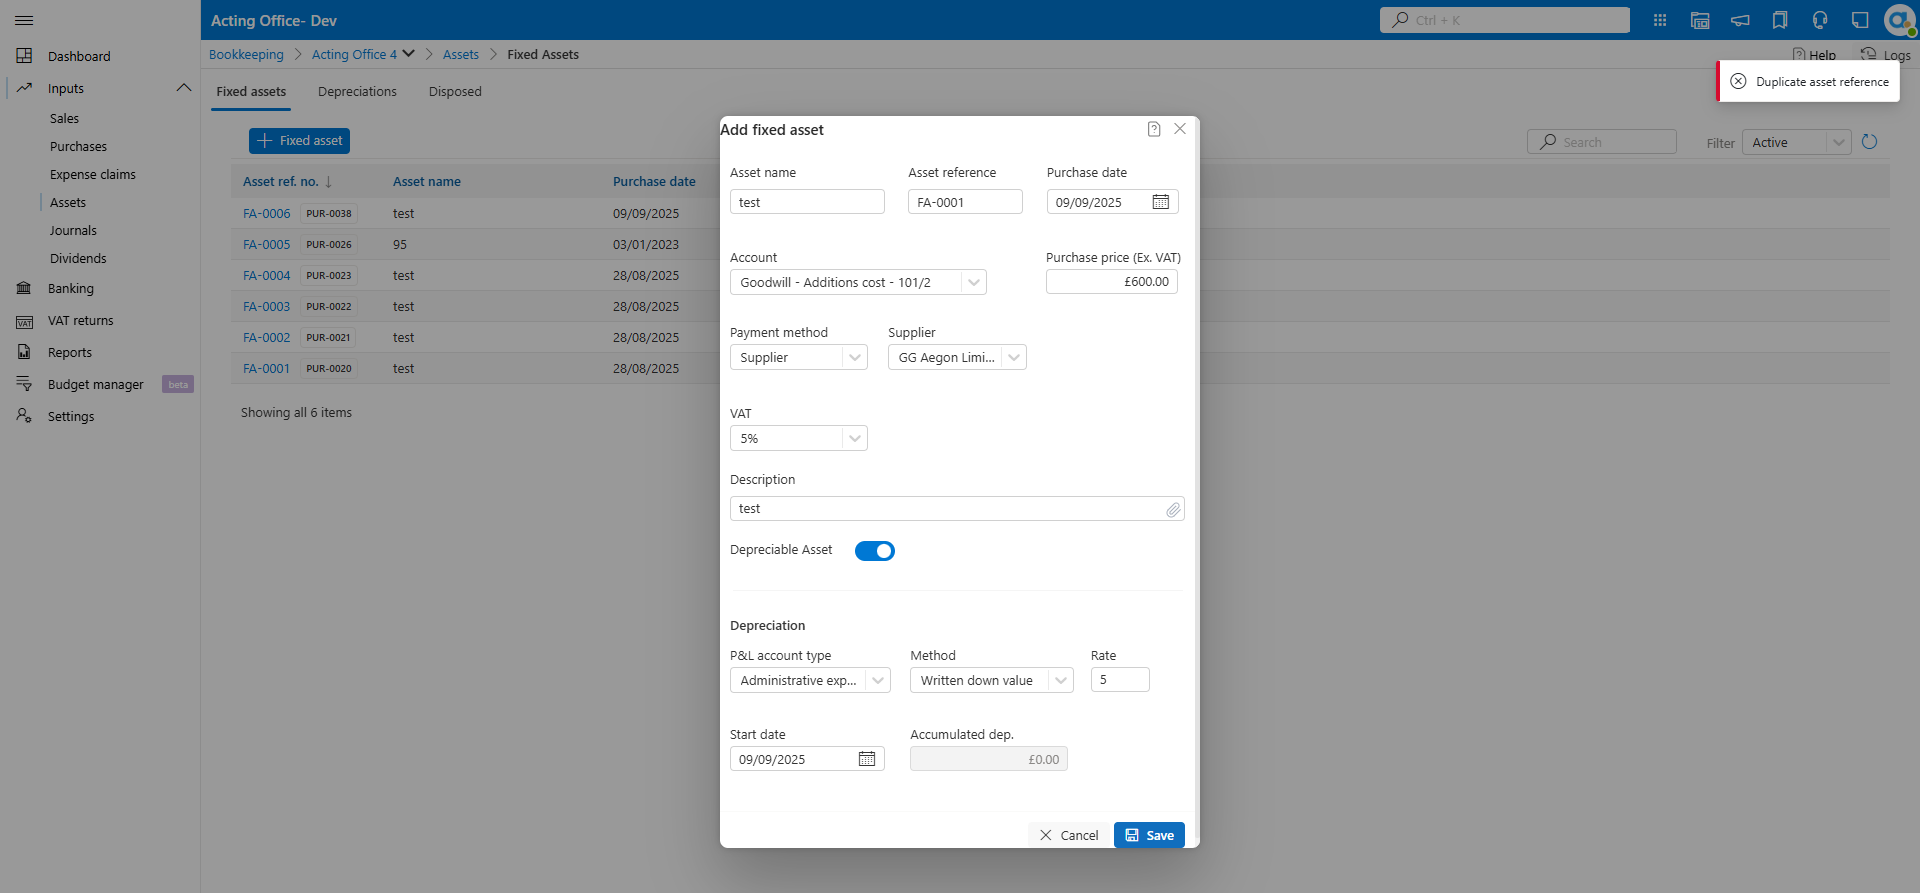 Acting Office- Dev
Ctrl + K
Dashboard
Inputs
Sales
Purchases
Expense claims
Assets
Journals
Dividends
Banking
VAT returns
Reports
Budget manager beta
Settings
Bookkeeping Acting Office 4 Assets Fixed Assets
Help Logs
Duplicate asset reference
Fixed assets Depreciations Disposed
Fixed asset
Search Filter Active
Asset ref. no. Asset name Purchase date
FA-0006 PUR-0038 test 09/09/2025
FA-0005 PUR-0026 95 03/01/2023
FA-0004 PUR-0023 test 28/08/2025
FA-0003 PUR-0022 test 28/08/2025
FA-0002 PUR-0021 test 28/08/2025
FA-0001 PUR-0020 test 28/08/2025
Showing all 6 items
Add fixed asset
Asset name Asset reference Purchase date
test FA-0001 09/09/2025
Account Purchase price (Ex. VAT)
Goodwill - Additions cost - 101/2 £600.00
Payment method Supplier
Supplier GG Aegon Limi...
VAT
5%
Description
test
Depreciable Asset
Depreciation
P&L account type Method Rate
Administrative exp... Written down value 5
Start date Accumulated dep.
09/09/2025 £0.00
Cancel Save